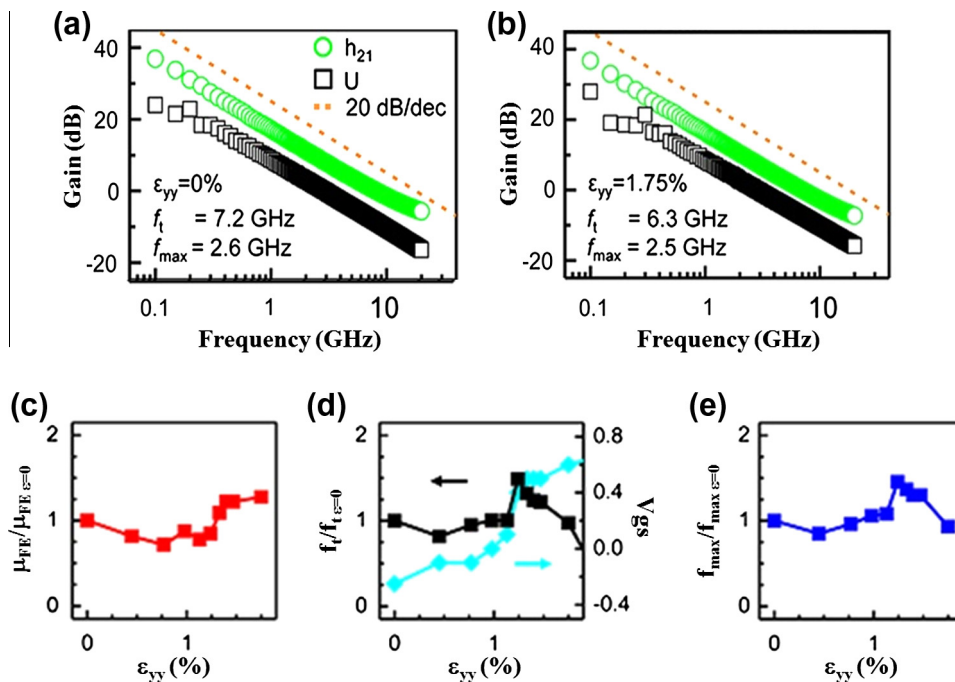 (a)
Gain (dB)
40
20
0
-20
h21
U
20 dB/dec
εyy=0%
ft = 7.2 GHz
fmax = 2.6 GHz
0.1
1
10
Frequency (GHz)
(b)
Gain (dB)
40
20
0
-20
εyy=1.75%
ft = 6.3 GHz
fmax = 2.5 GHz
0.1
1
10
Frequency (GHz)
(c)
μFE/μFE ε=0
2
1
0
0
1
εyy (%)
(d)
ft/ft ε=0
2
1
0
0.8
0.4
0.0
-0.4
Vgs
0
1
εyy (%)
(e)
fmax/fmax ε=0
2
1
0
0
1
εyy (%)